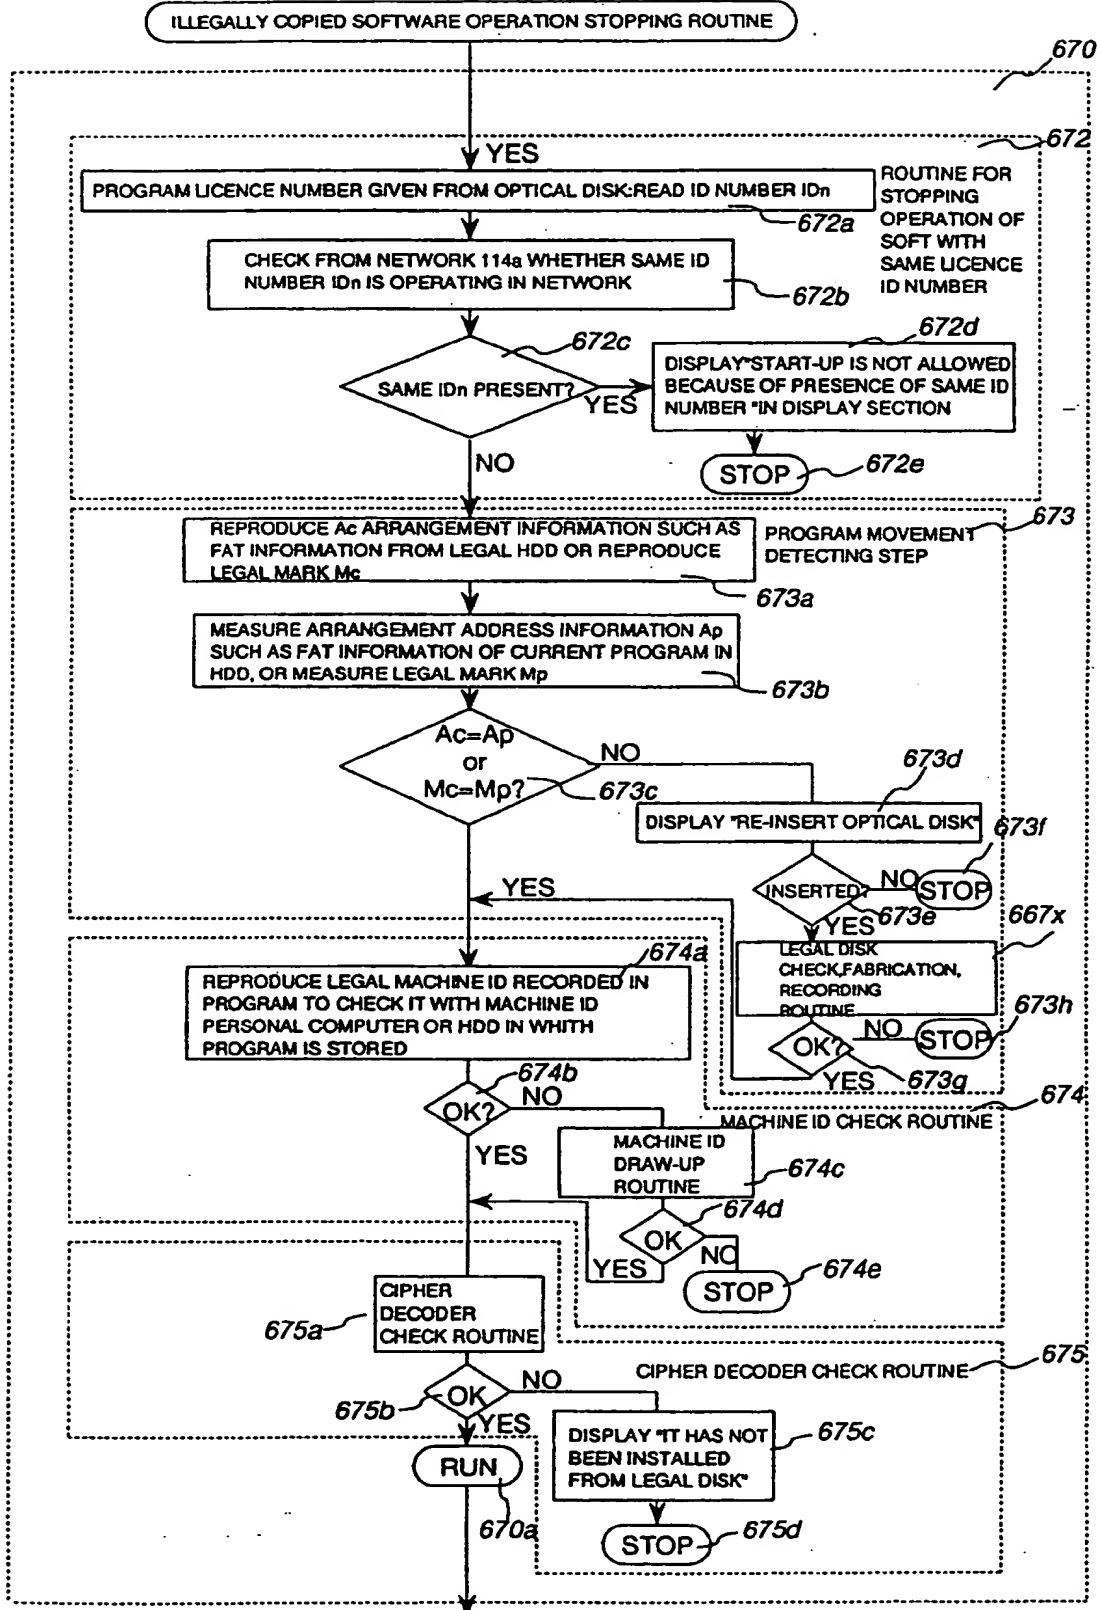 ILLEGALLY COPIED SOFTWARE OPERATION STOPPING ROUTINE
670
672
YES
PROGRAM LICENCE NUMBER GIVEN FROM OPTICAL DISK:READ ID NUMBER IDn
672a
ROUTINE FOR
STOPPING
OPERATION OF
SOFT WITH
SAME LICENCE
ID NUMBER
CHECK FROM NETWORK 114a WHETHER SAME ID
NUMBER IDn IS OPERATING IN NETWORK
672b
672c
SAME IDn PRESENT?
YES
672d
DISPLAY"START-UP IS NOT ALLOWED
BECAUSE OF PRESENCE OF SAME ID
NUMBER "IN DISPLAY SECTION
STOP
672e
NO
673
PROGRAM MOVEMENT
DETECTING STEP
REPRODUCE Ac ARRANGEMENT INFORMATION SUCH AS
FAT INFORMATION FROM LEGAL HDD OR REPRODUCE
LEGAL MARK Mc
673a
MEASURE ARRANGEMENT ADDRESS INFORMATION Ap
SUCH AS FAT INFORMATION OF CURRENT PROGRAM IN
HDD, OR MEASURE LEGAL MARK Mp
673b
Ac=Ap
or
Mc=Mp?
673c
NO
673d
DISPLAY "RE-INSERT OPTICAL DISK"
673f
YES
INSERTED?
NO
STOP
673e
YES
667x
LEGAL DISK
CHECK,FABRICATION,
RECORDING
ROUTINE
OK?
NO
STOP
673h
YES
673g
674a
REPRODUCE LEGAL MACHINE ID RECORDED IN
PROGRAM TO CHECK IT WITH MACHINE ID
PERSONAL COMPUTER OR HDD IN WHITH
PROGRAM IS STORED
674b
OK?
NO
YES
674
MACHINE ID CHECK ROUTINE
MACHINE ID
DRAW-UP
ROUTINE
674c
674d
OK
YES
NO
STOP
674e
CIPHER
DECODER
CHECK ROUTINE
675a
675
CIPHER DECODER CHECK ROUTINE
OK
675b
NO
YES
DISPLAY "IT HAS NOT
BEEN INSTALLED
FROM LEGAL DISK"
675c
RUN
670a
STOP
675d